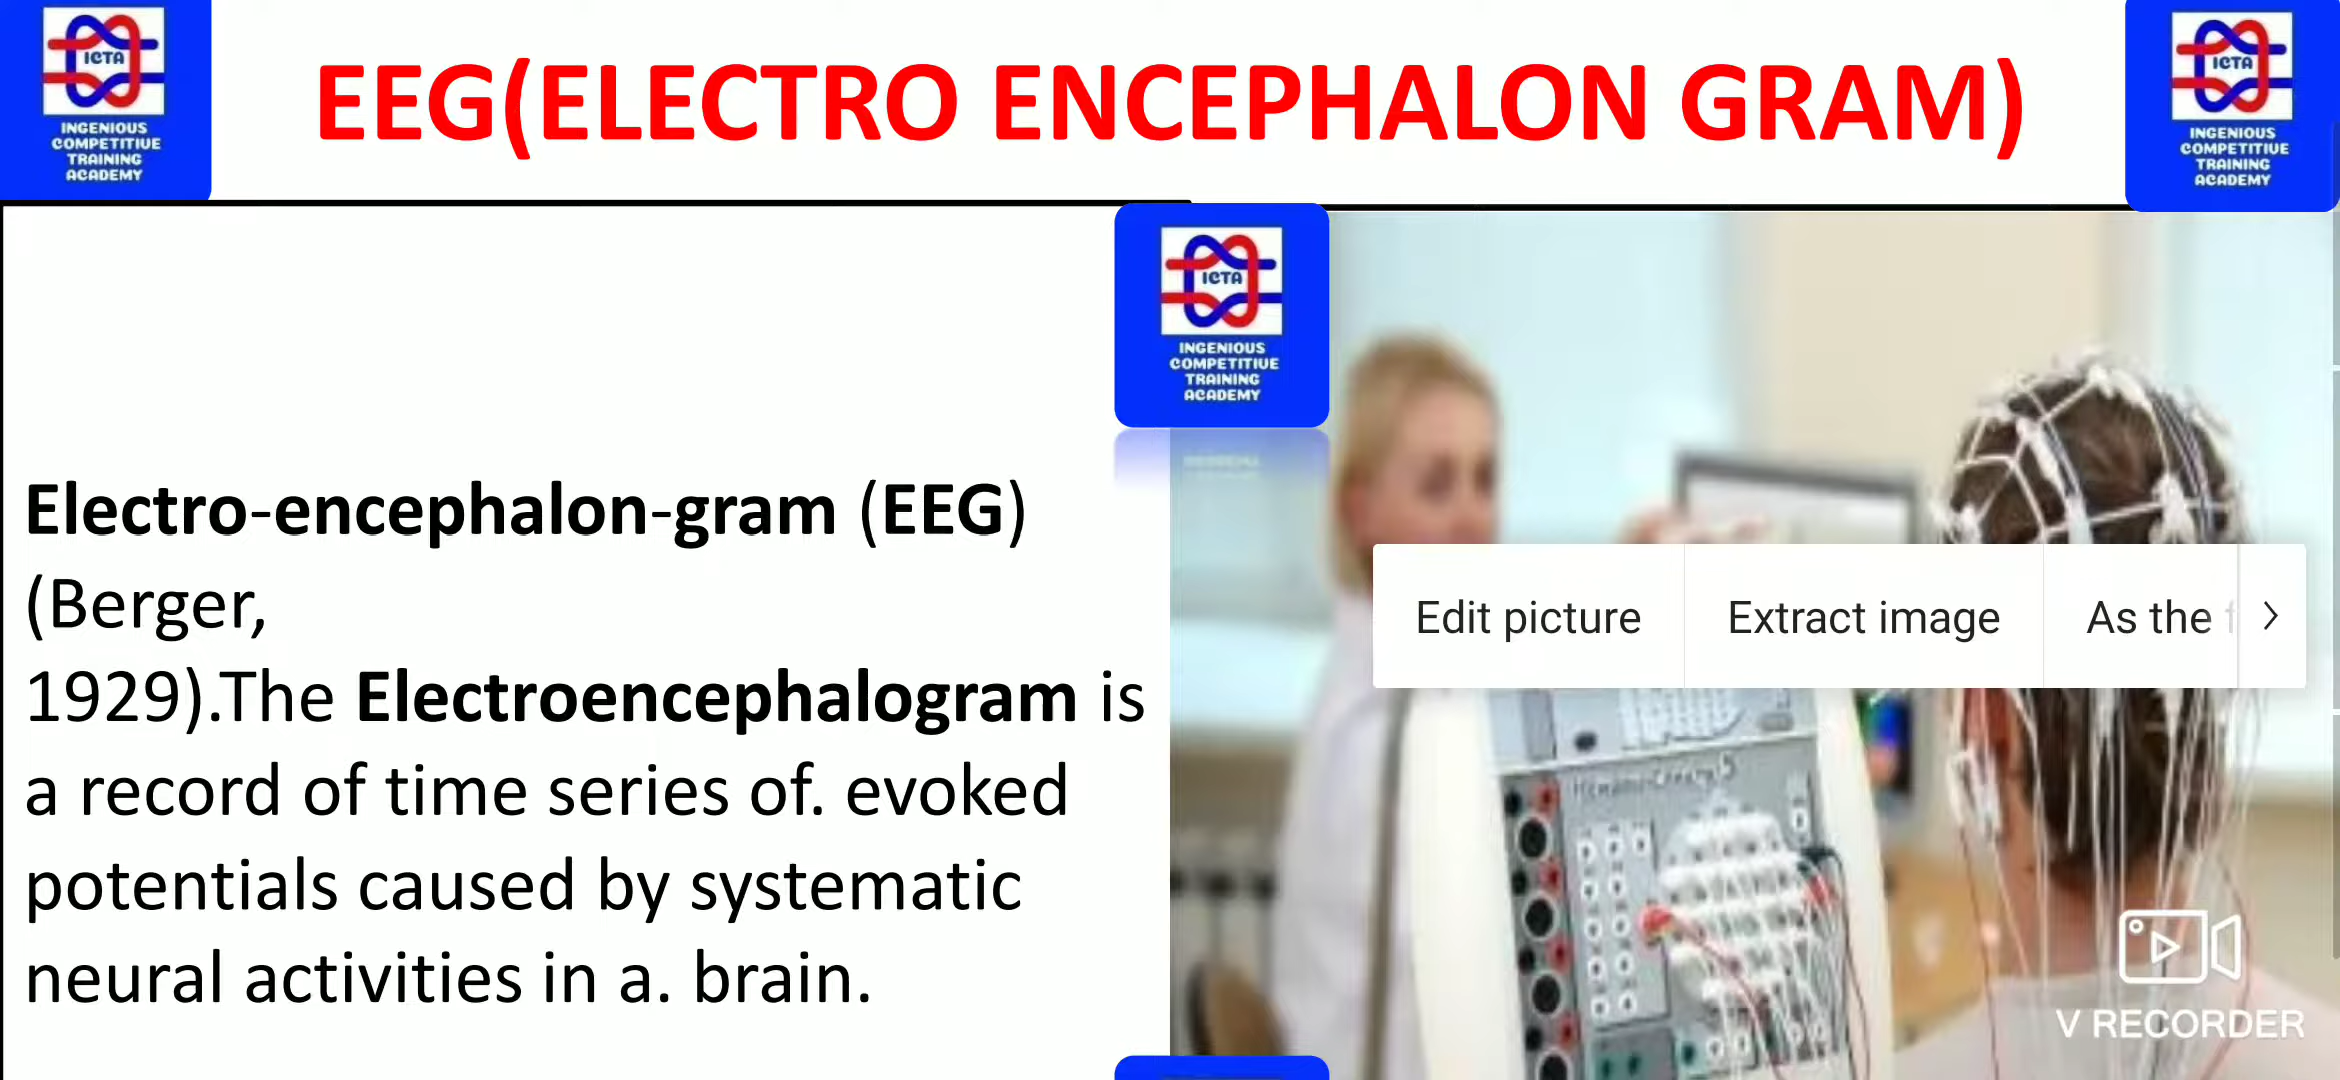 ICTA
INGENIOUS
COMPETITIVE
TRAINING
ACADEMY
EEG(ELECTRO ENCEPHALON GRAM)
ICTA
INGENIOUS
COMPETITIVE
TRAINING
ACADEMY
ICTA
INGENIOUS
COMPETITIVE
TRAINING
ACADEMY
Electro-encephalon-gram (EEG)
(Berger,
1929).The Electroencephalogram is
a record of time series of. evoked
potentials caused by systematic
neural activities in a. brain.
Edit picture Extract image As the
V RECORDER